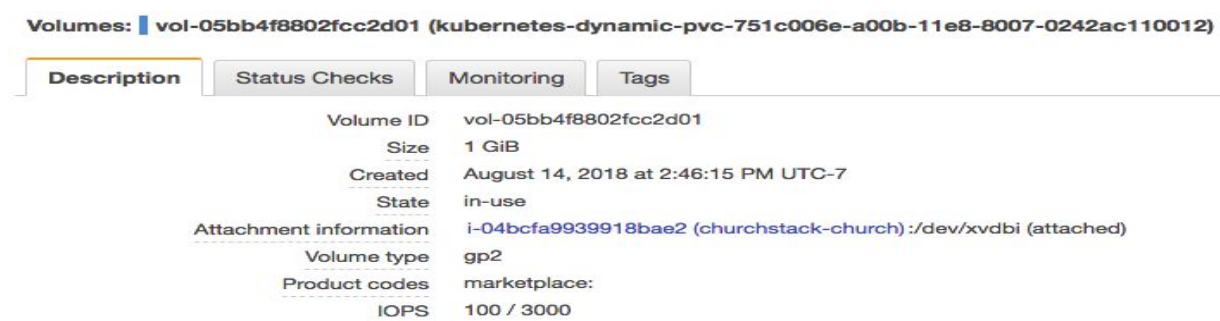 Volumes: vol-05bb4f8802fcc2d01 (kubernetes-dynamic-pvc-751c006e-a00b-11e8-8007-0242ac110012)
Description Status Checks Monitoring Tags
Volume ID vol-05bb4f8802fcc2d01
Size 1 GiB
Created August 14, 2018 at 2:46:15 PM UTC-7
State in-use
Attachment information i-04bcfa9939918bae2 (churchstack-church):/dev/xvdbi (attached)
Volume type gp2
Product codes marketplace:
IOPS 100 / 3000